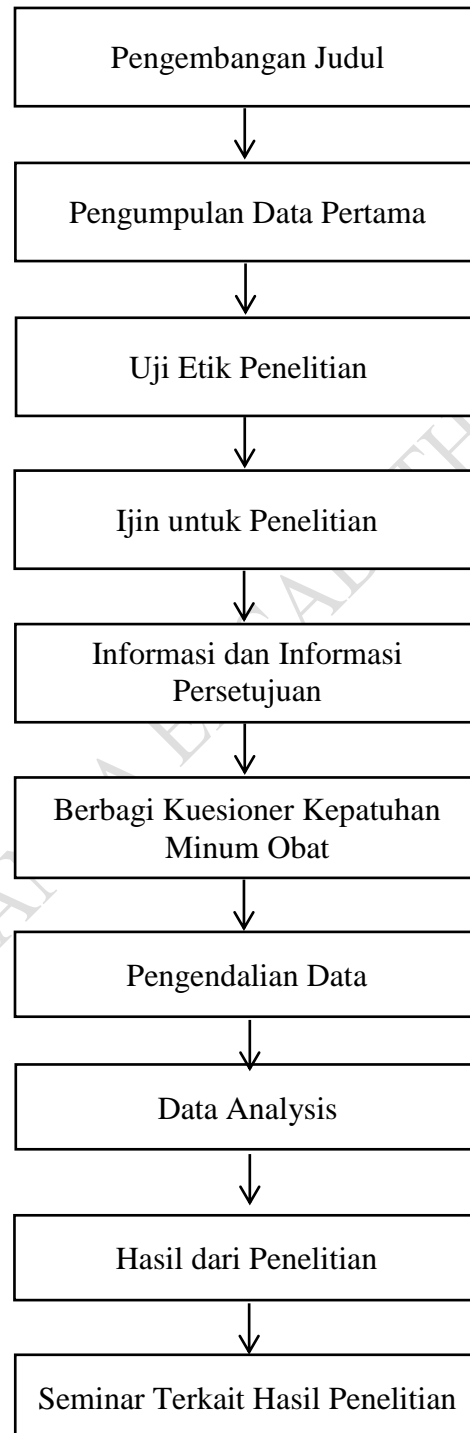 Pengembangan Judul
Pengumpulan Data Pertama
Uji Etik Penelitian
Ijin untuk Penelitian
Informasi dan Informasi
Persetujuan
Berbagi Kuesioner Kepatuhan
Minum Obat
Pengendalian Data
Data Analysis
Hasil dari Penelitian
Seminar Terkait Hasil Penelitian